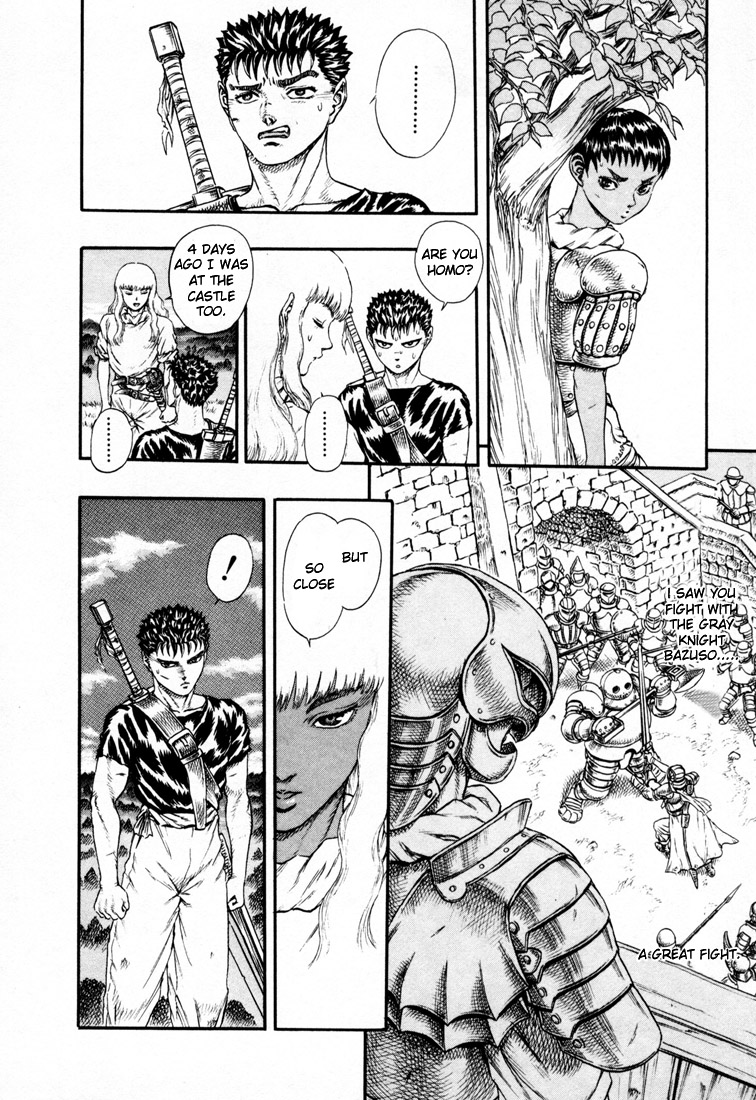 .........
ARE YOU
HOMO?
.......
4 DAYS
AGO I WAS
AT THE
CASTLE
TOO.
......
I SAW YOU
FIGHT WITH
THE GRAY
KNIGHT
BAZUSO.....
A GREAT FIGHT.
BUT
SO
CLOSE
!